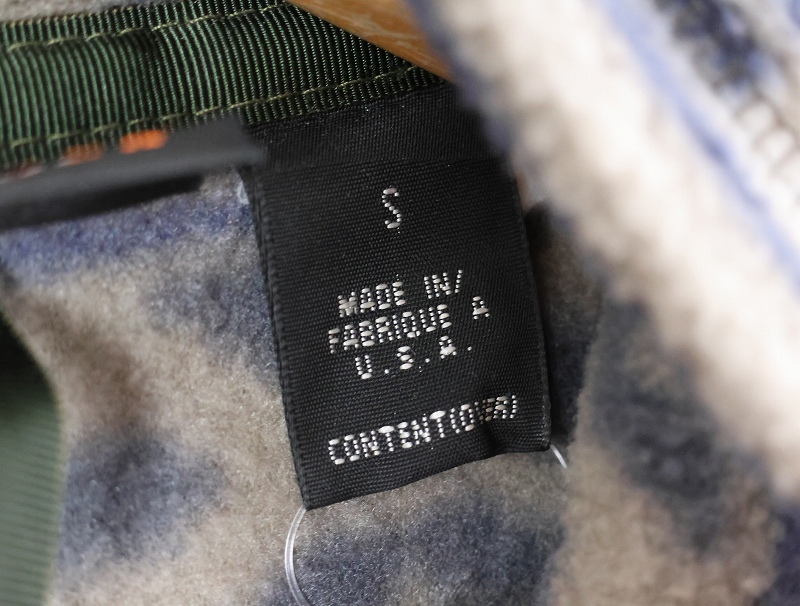 S
MADE IN/
FABRIQUE A
U.S.A.
CONTENT(OVER)